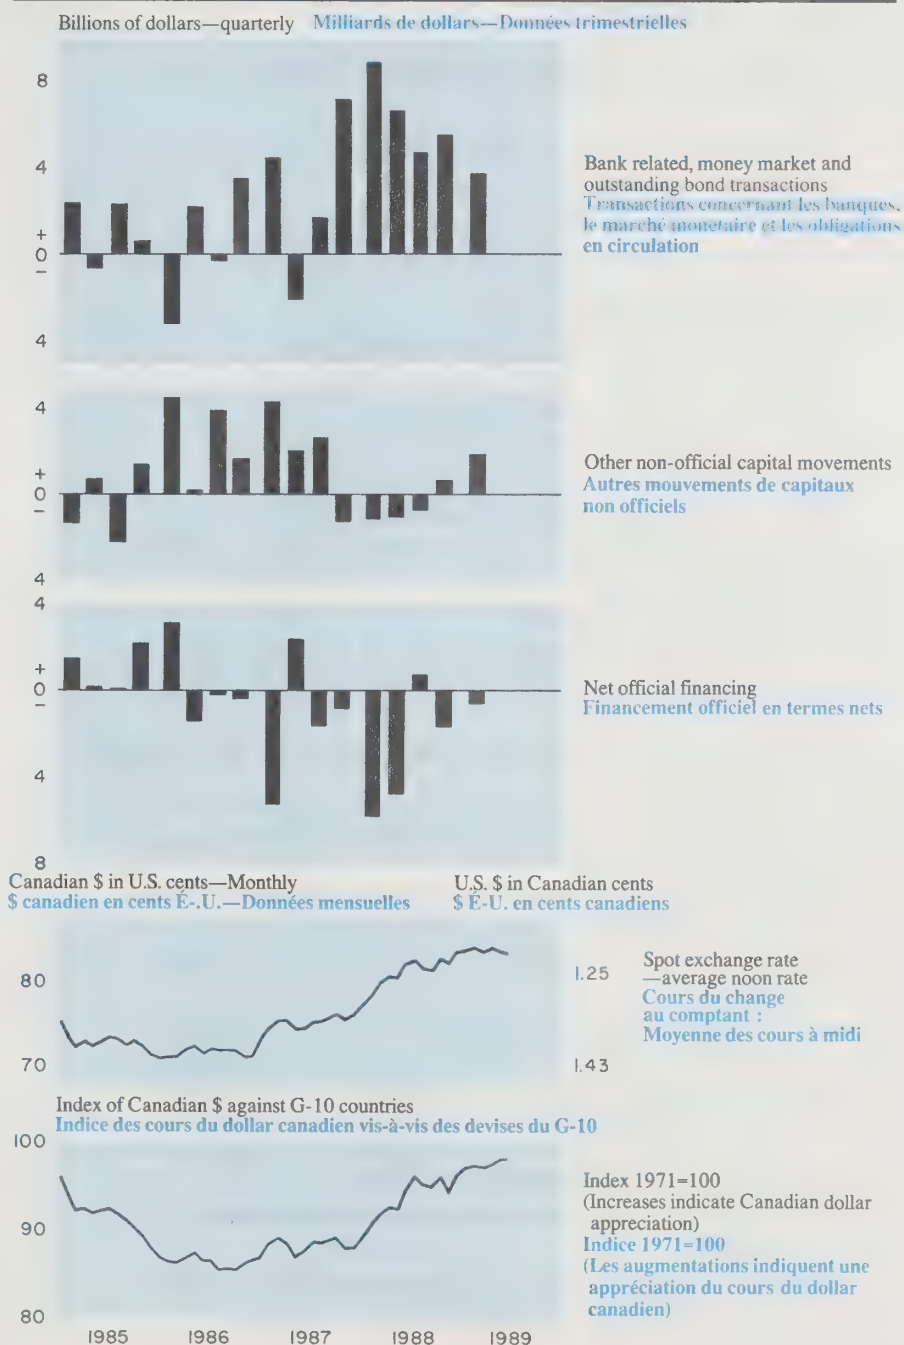 Billions of dollars—quarterly Milliards de dollars—Données trimestrielles
8
4
+
0
−
4
Bank related, money market and
outstanding bond transactions
Transactions concernant les banques,
le marché monétaire et les obligations
en circulation
4
+
0
−
4
Other non-official capital movements
Autres mouvements de capitaux
non officiels
4
+
0
−
4
8
Net official financing
Financement officiel en termes nets
Canadian $ in U.S. cents—Monthly
$ canadien en cents É-.U.—Données mensuelles
U.S. $ in Canadian cents
$ É-U. en cents canadiens
80
70
1.25
1.43
Spot exchange rate
—average noon rate
Cours du change
au comptant :
Moyenne des cours à midi
Index of Canadian $ against G-10 countries
Indice des cours du dollar canadien vis-à-vis des devises du G-10
100
90
80
Index 1971=100
(Increases indicate Canadian dollar
appreciation)
Indice 1971=100
(Les augmentations indiquent une
appréciation du cours du dollar
canadien)
1985 1986 1987 1988 1989